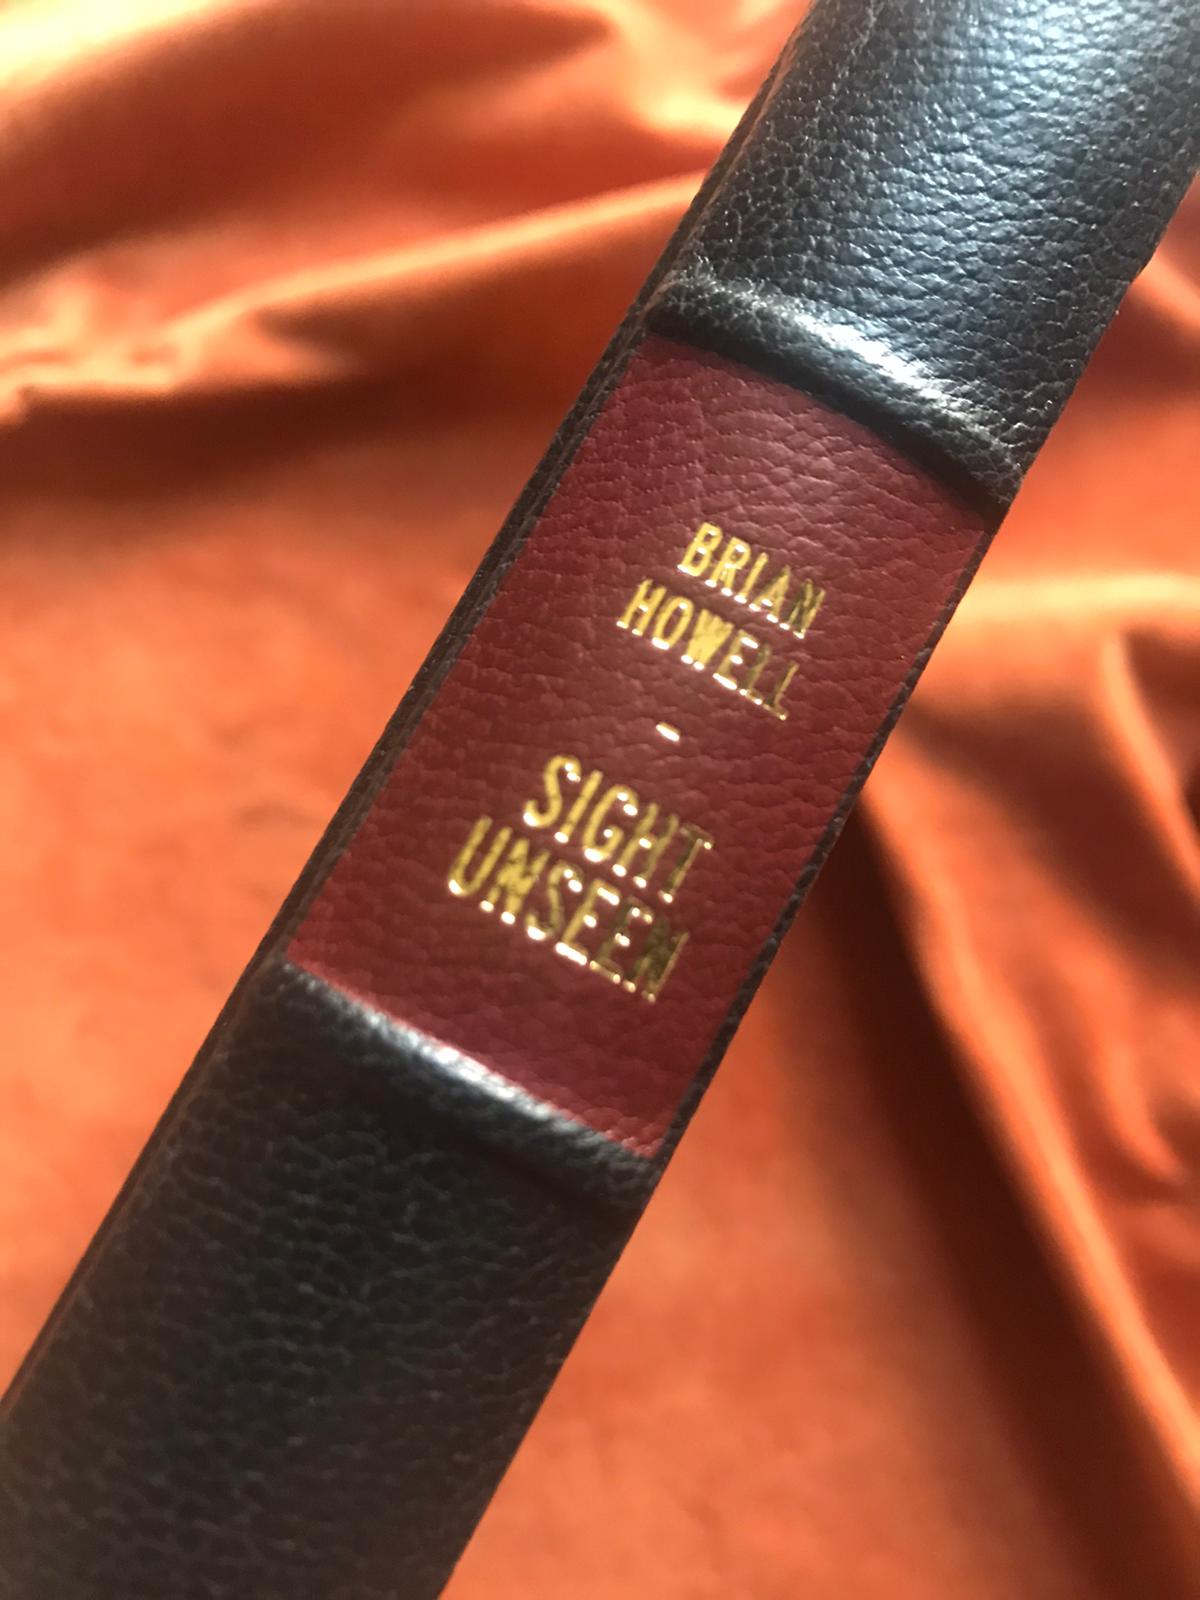 BRIAN
HOWELL
-
SIGHT
UNSEEN